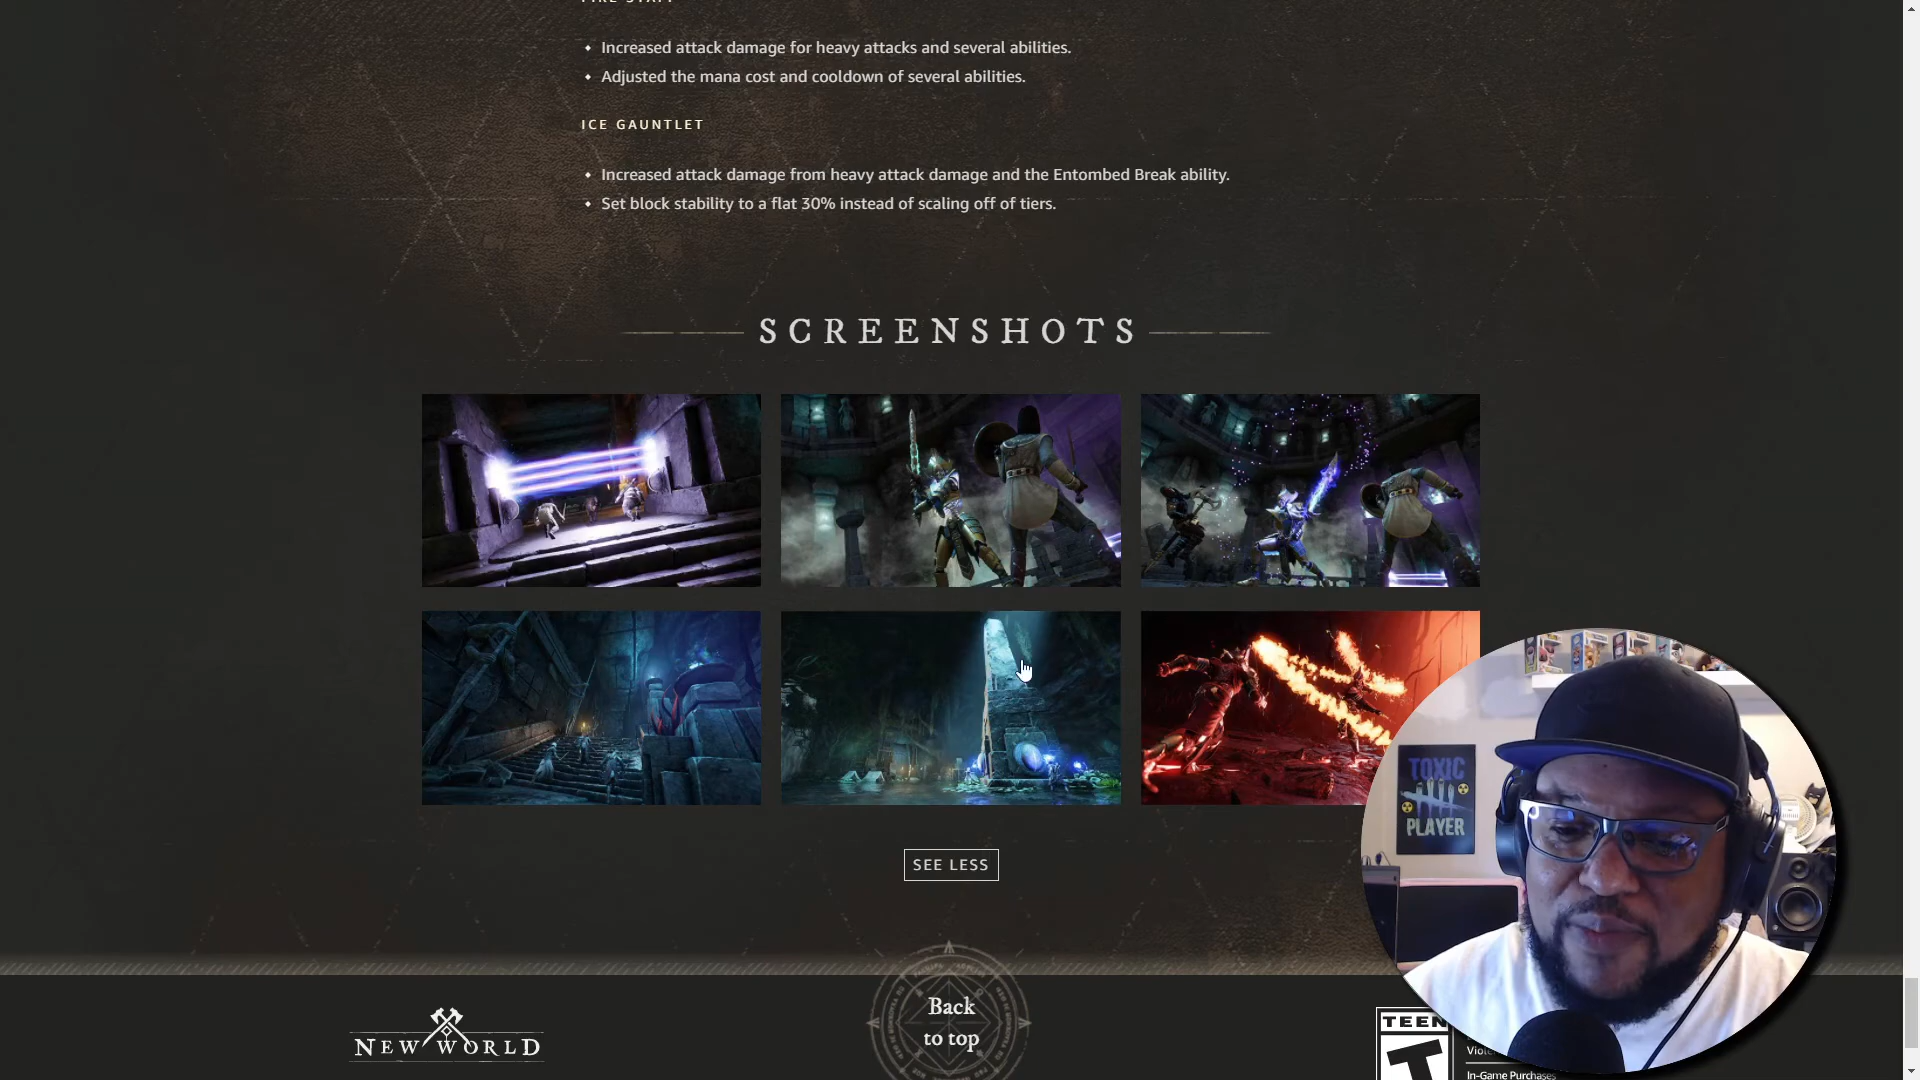 FIRE STAFF
Increased attack damage for heavy attacks and several abilities.
Adjusted the mana cost and cooldown of several abilities.
ICE GAUNTLET
Increased attack damage from heavy attack damage and the Entombed Break ability.
Set block stability to a flat 30% instead of scaling off of tiers.
SCREENSHOTS
TOXIC
PLAYER
SEE LESS
Back
to top
NEW WORLD
TEEN
T
In-Game Purchases